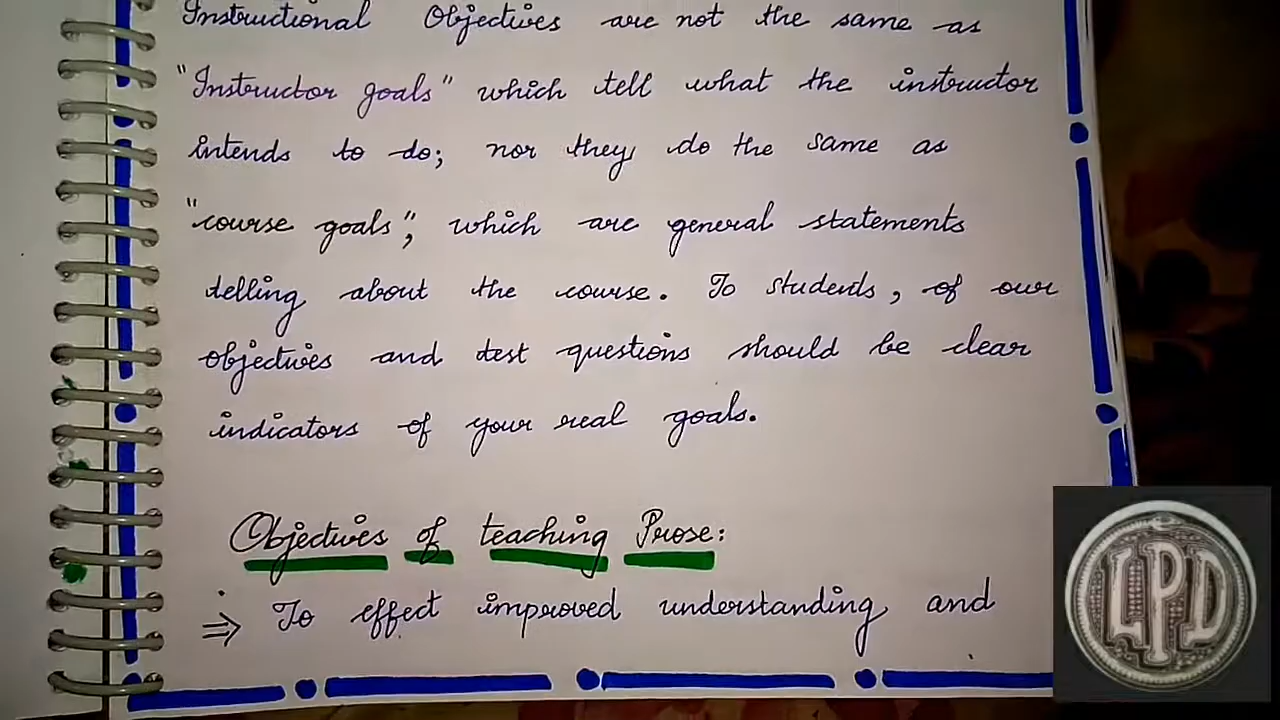 Instructional Objectives are not the same as
"Instructor goals" which tell what the instructor
intends to do; nor they do the same as
"course goals"; which are general statements
telling about the course. To students, of our
objectives and test questions should be clear
indicators of your real goals.
Objectives of teaching Prose:
⇒ To effect improved understanding and
LPD